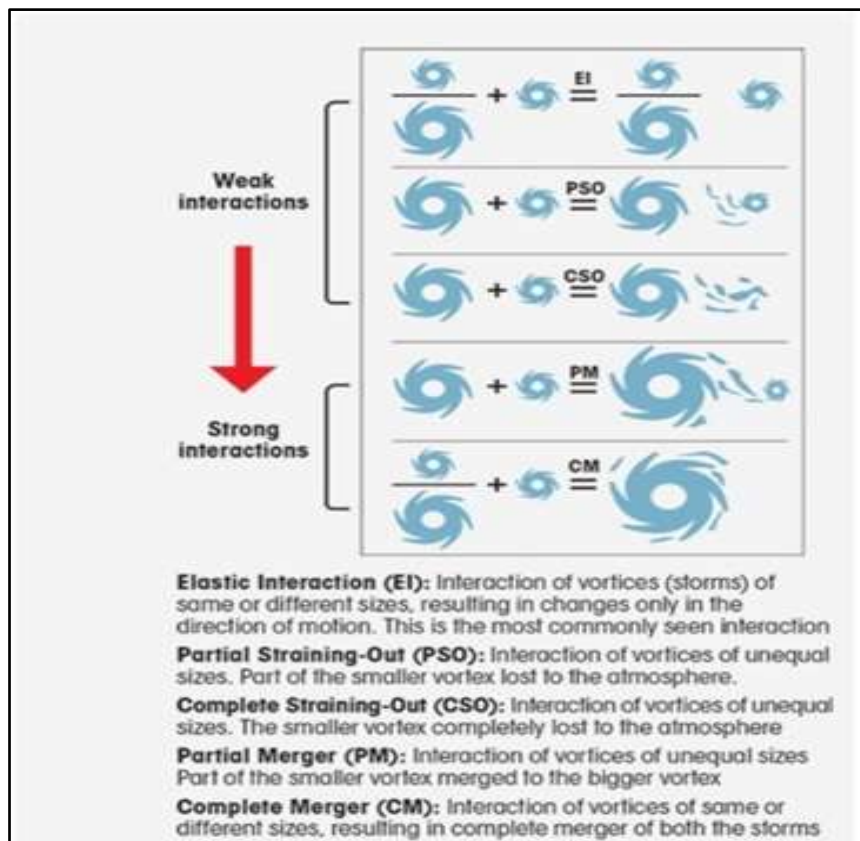 EI
+
=
Weak
interactions
PSO
+
=
CSO
+
=
PM
+
=
Strong
interactions
CM
+
=
Elastic Interaction (EI): Interaction of vortices (storms) of
same or different sizes, resulting in changes only in the
direction of motion. This is the most commonly seen interaction
Partial Straining-Out (PSO): Interaction of vortices of unequal
sizes. Part of the smaller vortex lost to the atmosphere.
Complete Straining-Out (CSO): Interaction of vortices of unequal
sizes. The smaller vortex completely lost to the atmosphere
Partial Merger (PM): Interaction of vortices of unequal sizes
Part of the smaller vortex merged to the bigger vortex
Complete Merger (CM): Interaction of vortices of same or
different sizes, resulting in complete merger of both the storms